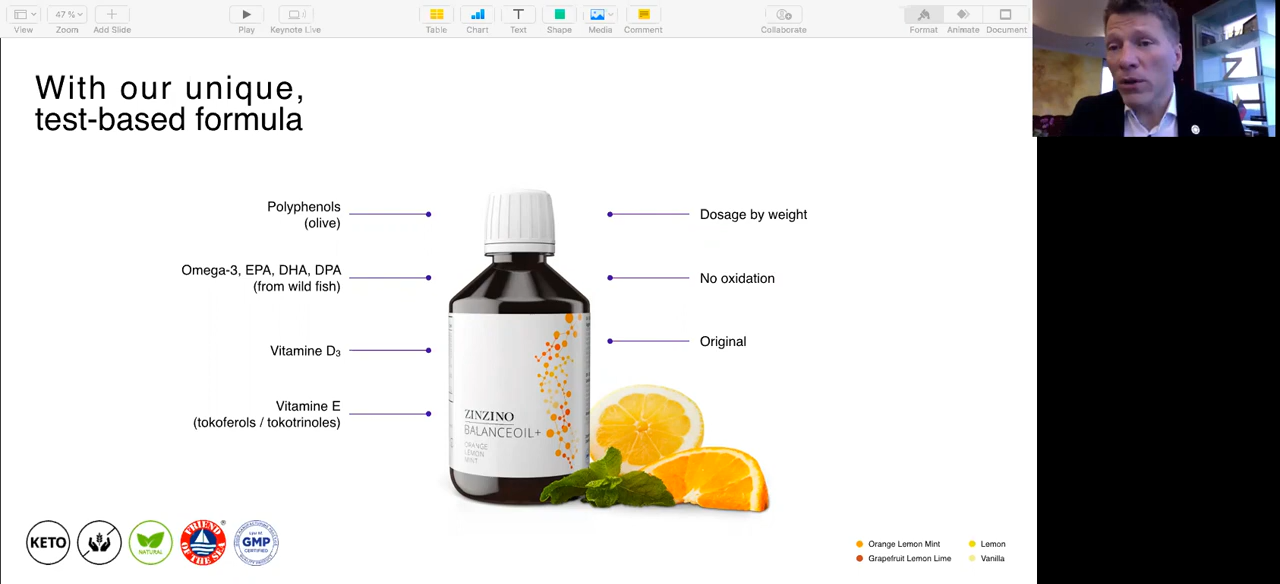 View
47 %
Zoom
Add Slide
Play
Keynote Live
Table
Chart
Text
Shape
Media
Comment
Collaborate
Format
Animate
Document
With our unique,
test-based formula
Polyphenols
(olive)
Omega-3, EPA, DHA, DPA
(from wild fish)
Vitamine D₃
Vitamine E
(tokoferols / tokotrinoles)
Dosage by weight
No oxidation
Original
ZINZINO
BALANCEOIL+
ORANGE
LEMON
MINT
KETO
NATURAL
FRIEND OF THE SEA
GMP
CERTIFIED
Orange Lemon Mint
Lemon
Grapefruit Lemon Lime
Vanilla
Z